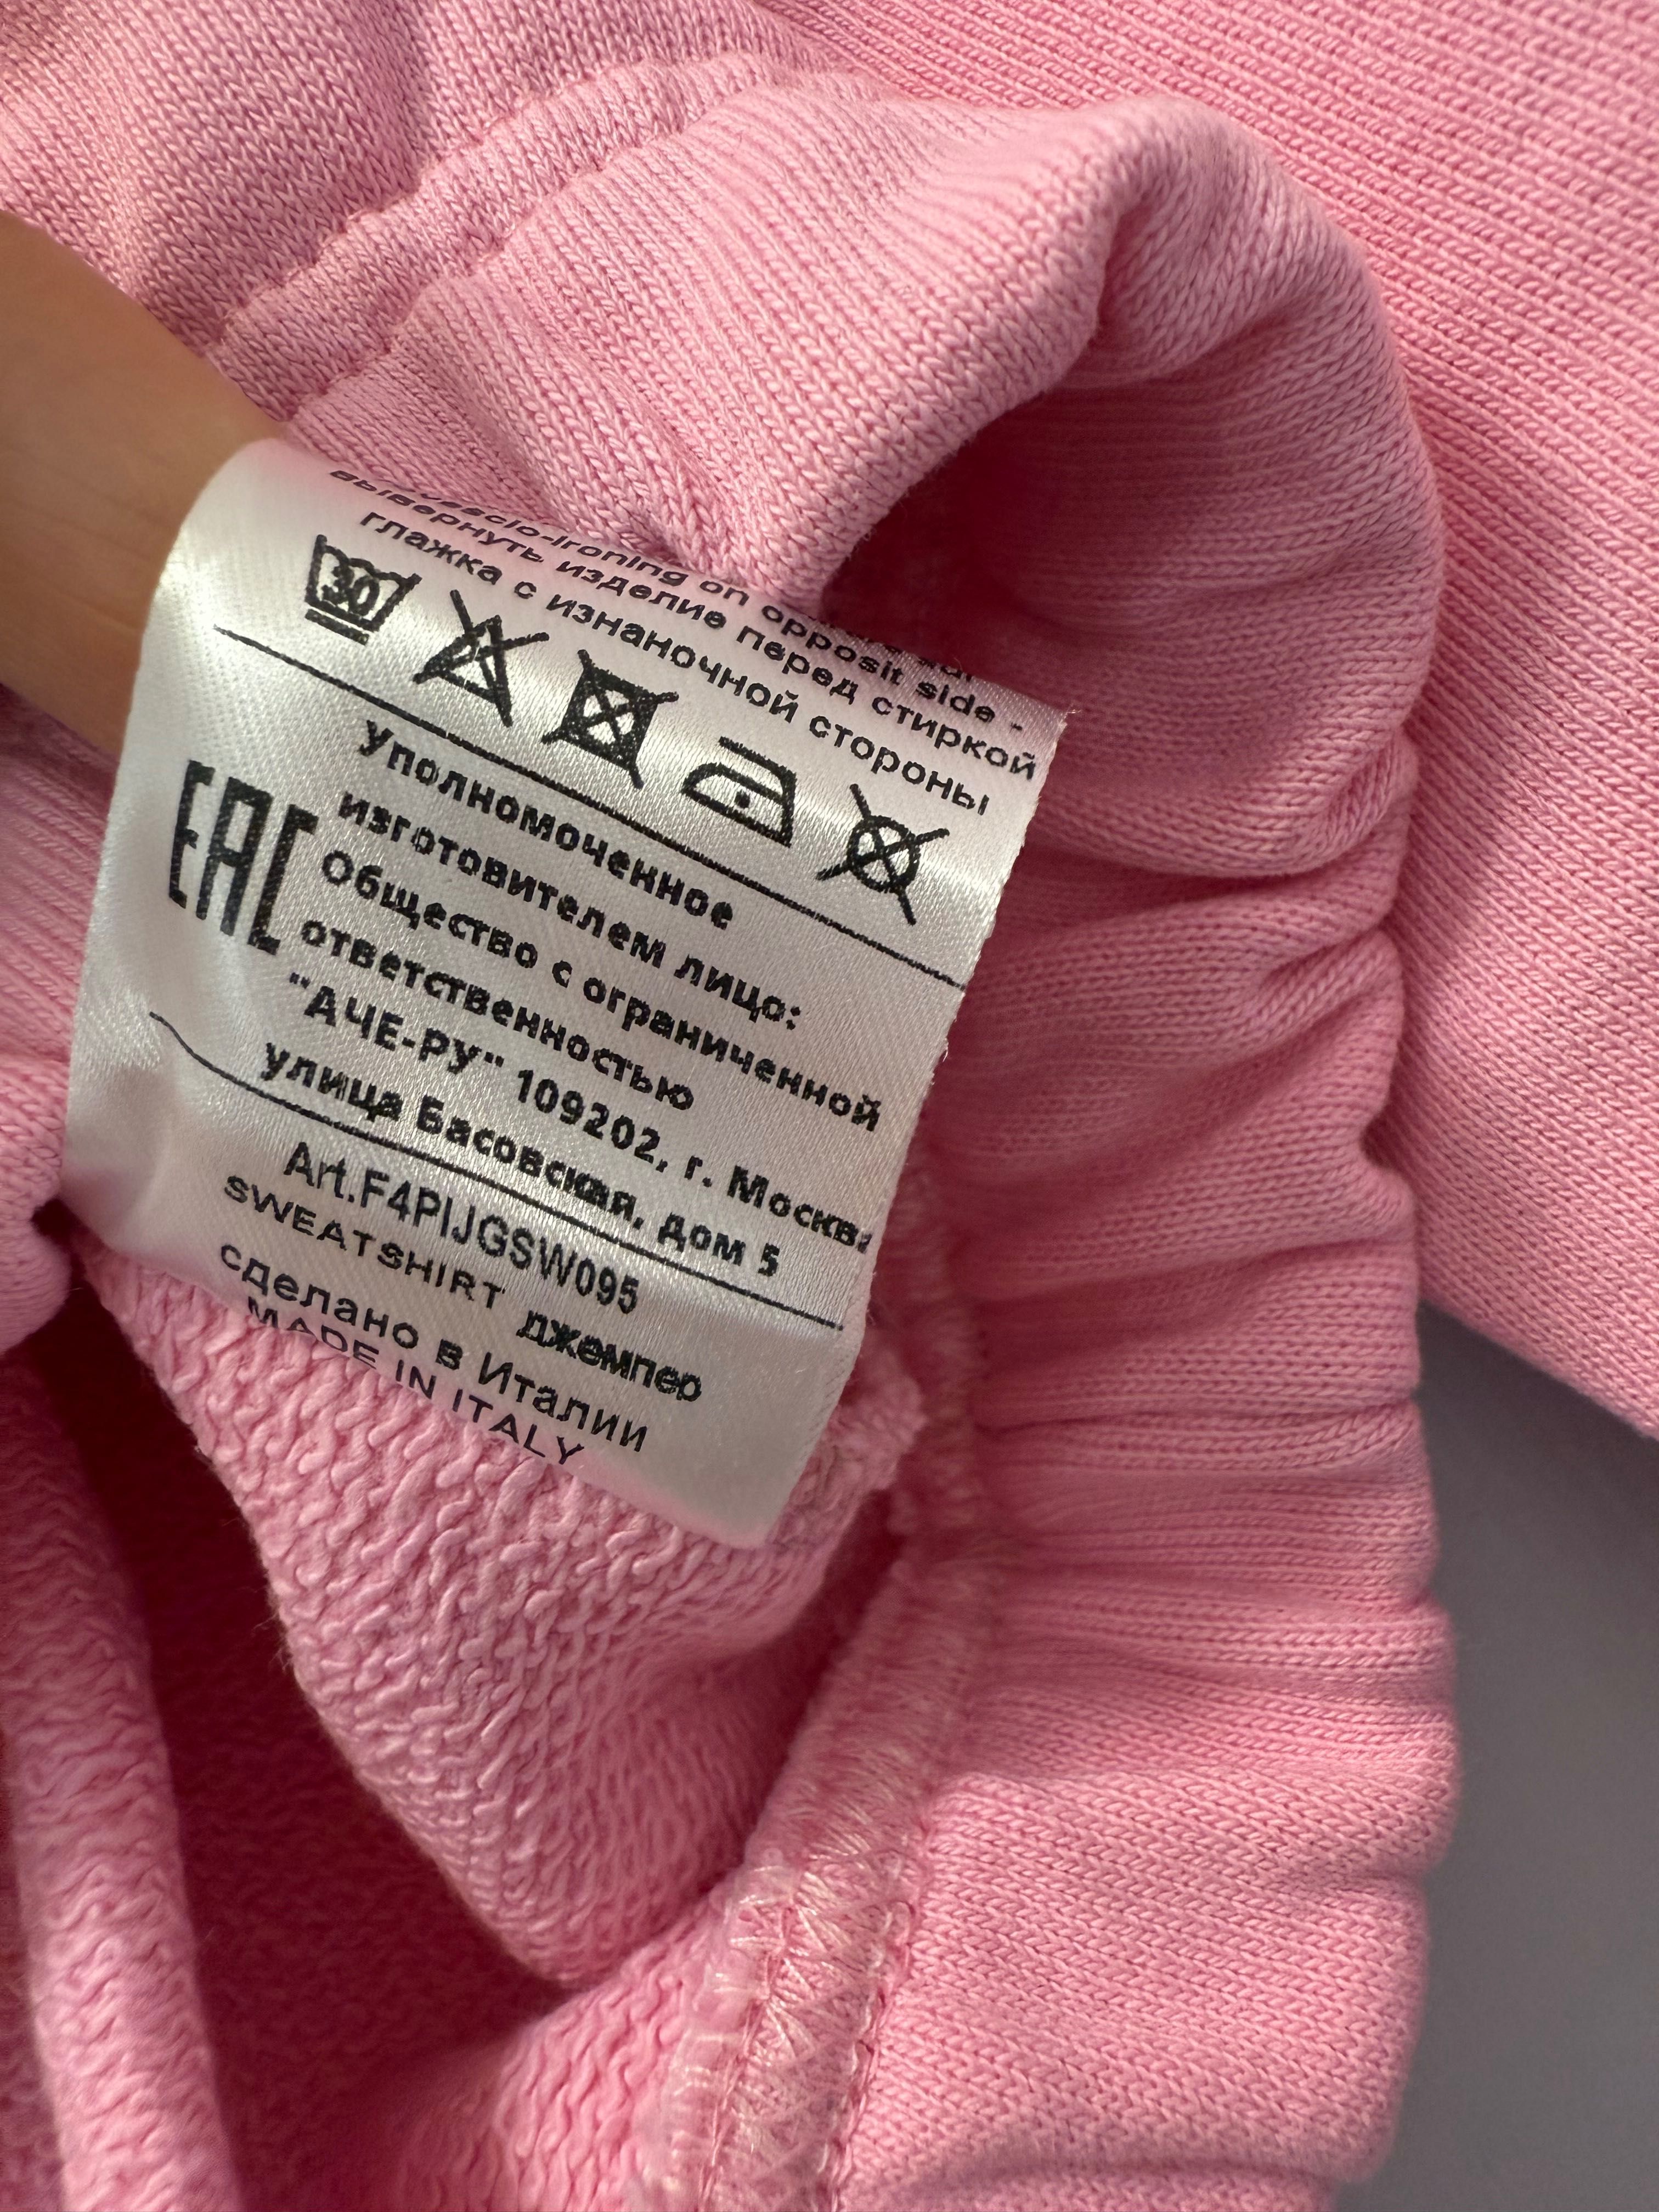 rovescio-ironing on opposit side -
вывернуть изделие перед стиркой
глажка с изнаночной стороны
30
EAC
Уполномоченное
изготовителем лицо:
Общество с ограниченной
ответственностью
"АЧЕ-РУ" 109202, г. Москва
улица Басовская, дом 5
Art.F4PIJGSW095
SWEATSHIRT джемпер
сделано в Италии
MADE IN ITALY